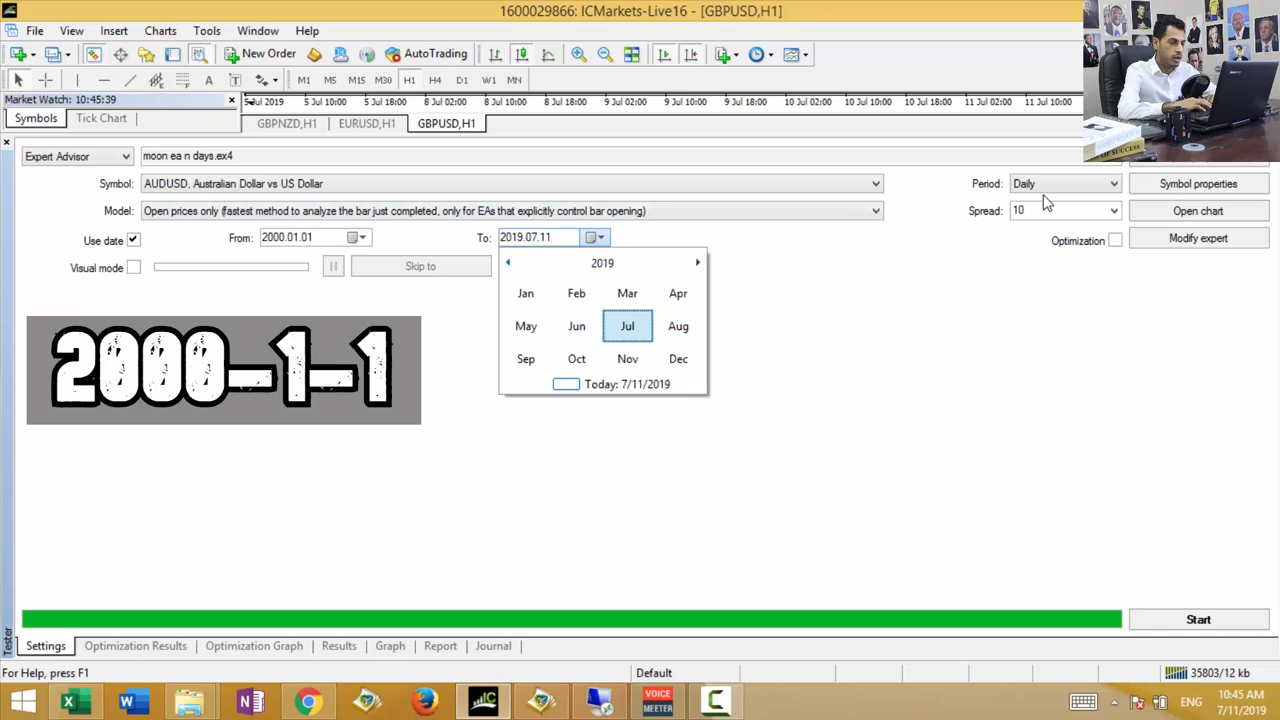 1600029866: ICMarkets-Live16 - [GBPUSD,H1]
File View Insert Charts Tools Window Help
New Order AutoTrading
A T M1 M5 M15 M30 H1 H4 D1 W1 MN
Market Watch: 10:45:39
Symbols Tick Chart
5 Jul 2019 5 Jul 10:00 5 Jul 18:00 8 Jul 02:00 8 Jul 10:00 8 Jul 18:00 9 Jul 02:00 9 Jul 10:00 9 Jul 18:00 10 Jul 02:00 10 Jul 10:00 10 Jul 18:00 11 Jul 02:00 11 Jul 10:00
GBPNZD,H1 EURUSD,H1 GBPUSD,H1
Expert Advisor moon ea n days.ex4
Symbol: AUDUSD, Australian Dollar vs US Dollar Period: Daily Symbol properties
Model: Open prices only (fastest method to analyze the bar just completed, only for EAs that explicitly control bar opening) Spread: 10 Open chart
Use date From: 2000.01.01 To: 2019.07.11 Optimization Modify expert
Visual mode Skip to
2019
Jan Feb Mar Apr
May Jun Jul Aug
Sep Oct Nov Dec
Today: 7/11/2019
2000-1-1
OF SUCCESS
Start
Tester
Settings Optimization Results Optimization Graph Results Graph Report Journal
For Help, press F1 Default 35803/12 kb
VOICE
MEETER
ENG
10:45 AM
7/11/2019